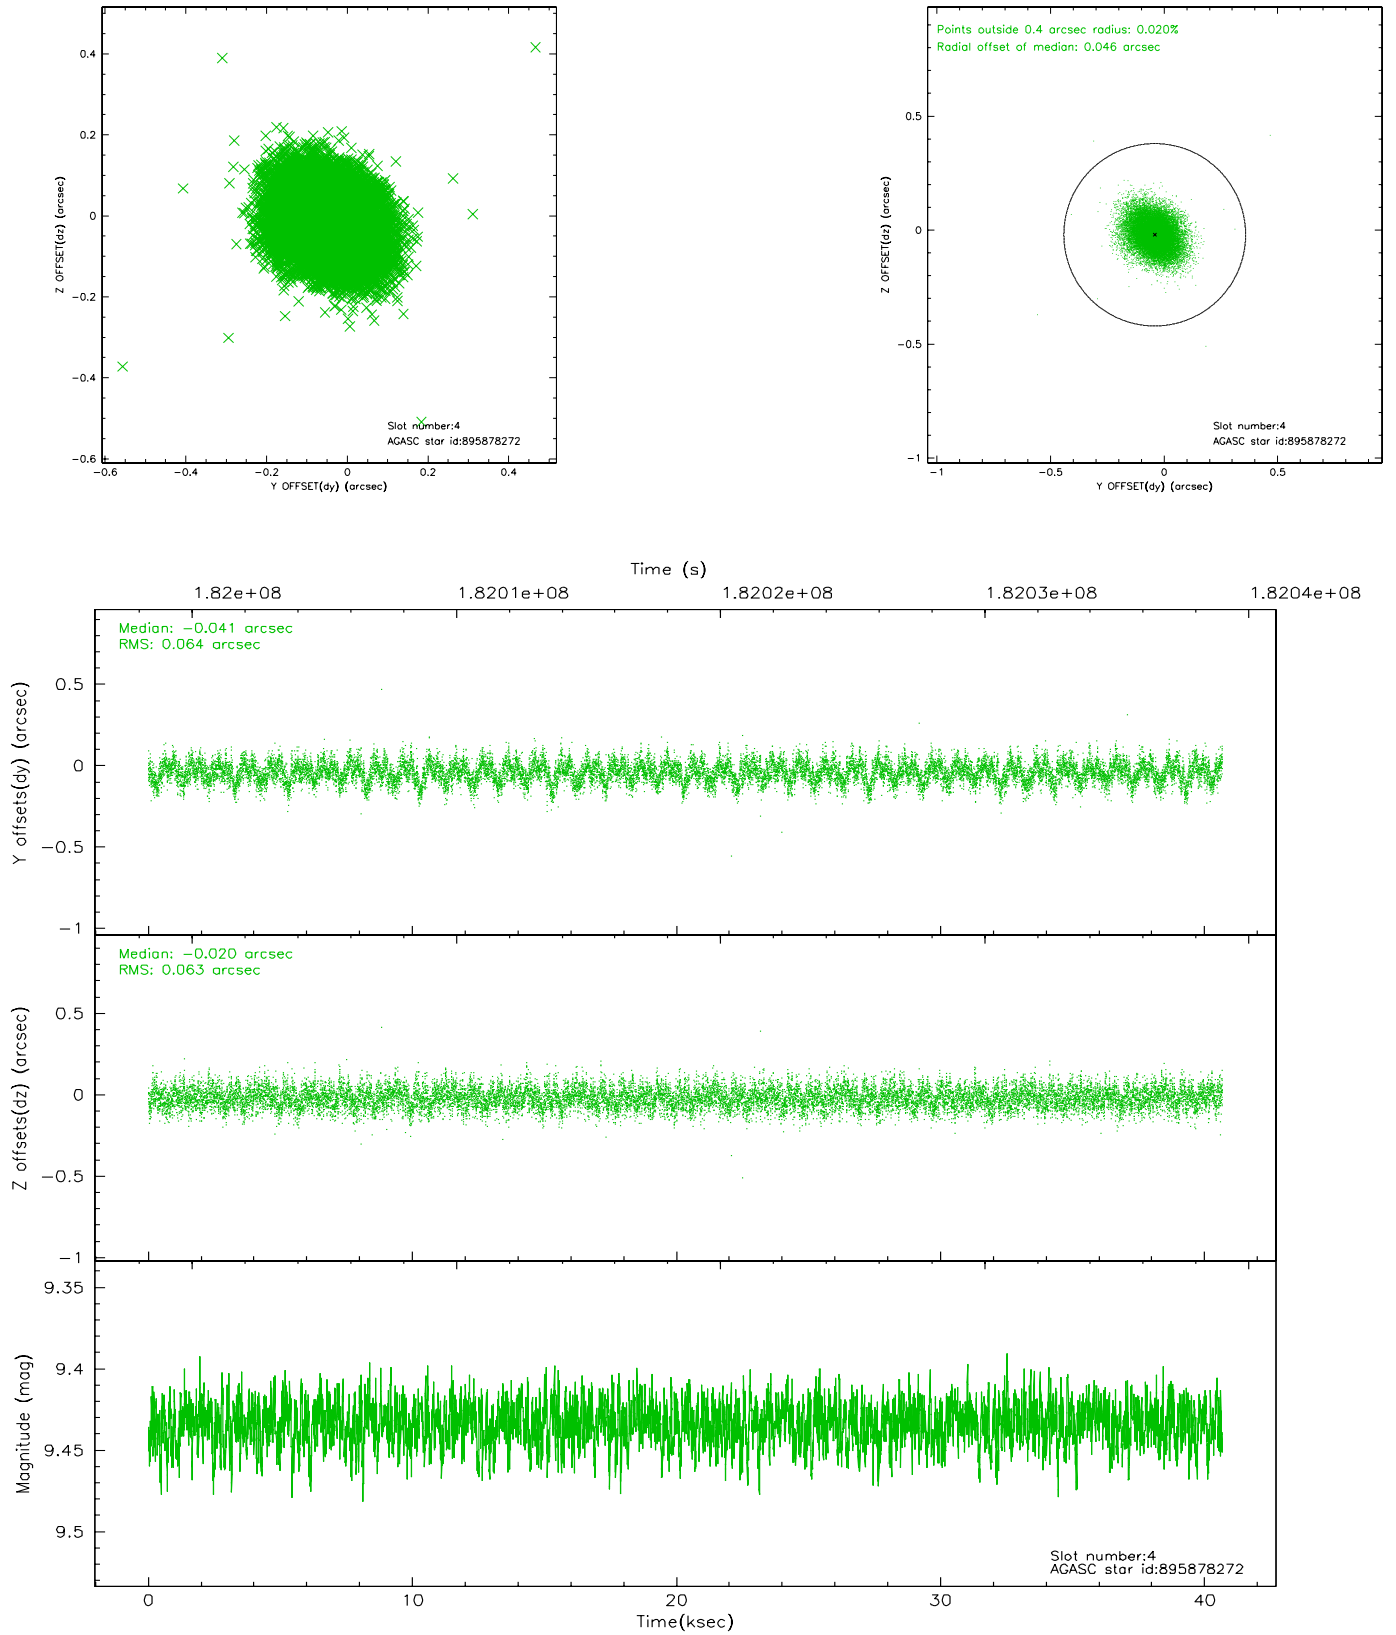 0.4
0.2
0
-0.2
-0.4
-0.6
Z OFFSET(dz) (arcsec)
-0.6 -0.4 -0.2 0 0.2 0.4
Y OFFSET(dy) (arcsec)
Slot number:4
AGASC star id:895878272
Points outside 0.4 arcsec radius: 0.020%
Radial offset of median: 0.046 arcsec
0.5
0
-0.5
-1
Z OFFSET(dz) (arcsec)
-1 -0.5 0 0.5
Y OFFSET(dy) (arcsec)
Slot number:4
AGASC star id:895878272
Time (s)
1.82e+08 1.8201e+08 1.8202e+08 1.8203e+08 1.8204e+08
Median: -0.041 arcsec
RMS: 0.064 arcsec
0.5
0
-0.5
-1
Y offsets(dy) (arcsec)
Median: -0.020 arcsec
RMS: 0.063 arcsec
0.5
0
-0.5
-1
Z offsets(dz) (arcsec)
9.35
9.4
9.45
9.5
Magnitude (mag)
Slot number:4
AGASC star id:895878272
0 10 20 30 40
Time(ksec)